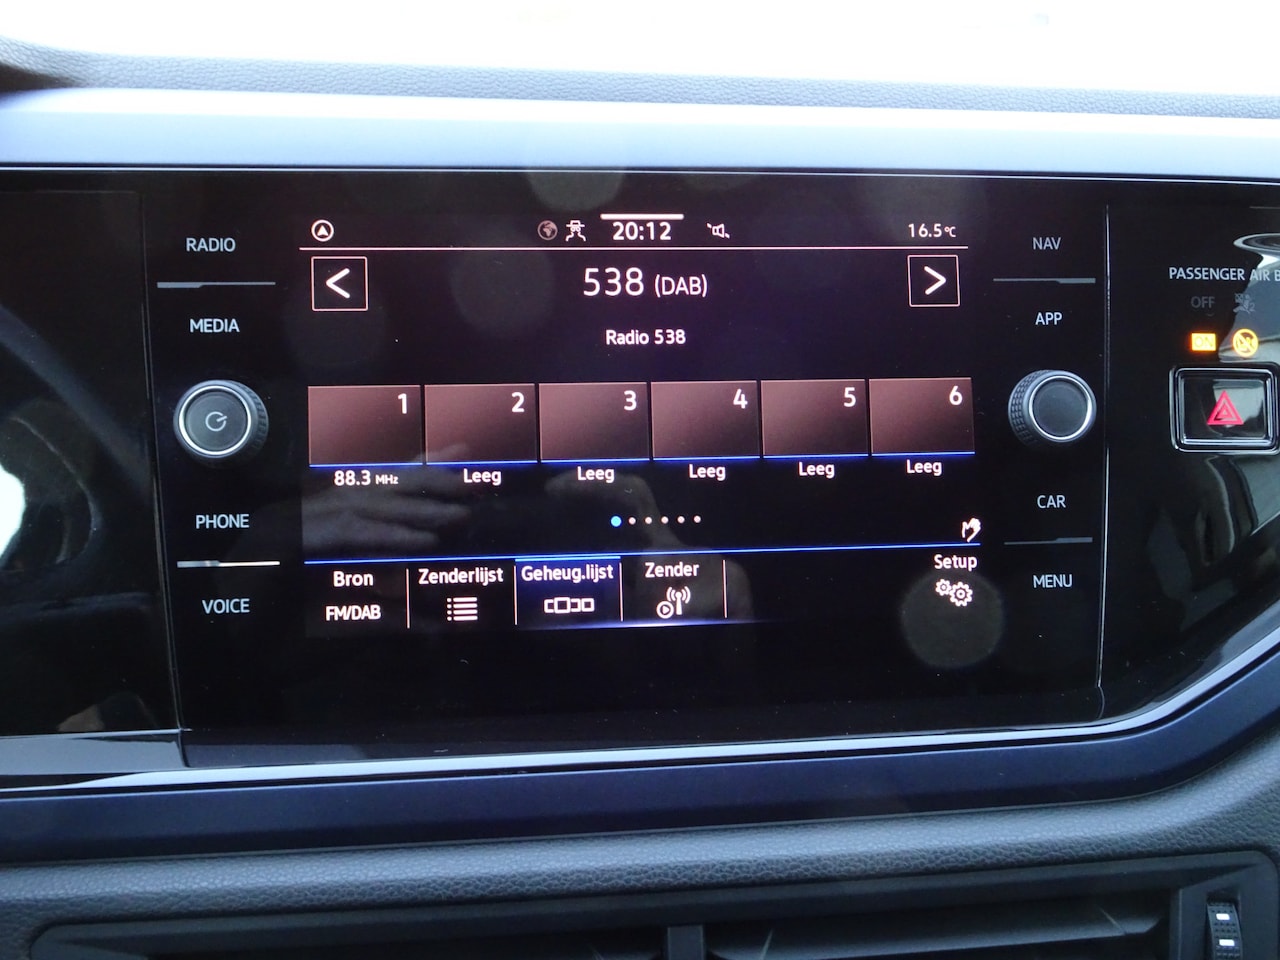 RADIO
MEDIA
PHONE
VOICE
20:12
16.5°C
538 (DAB)
Radio 538
1 2 3 4 5 6
88.3 MHz Leeg Leeg Leeg Leeg Leeg
Bron Zenderlijst Geheug.lijst Zender Setup
FM/DAB
NAV
APP
CAR
MENU
PASSENGER AIR B
OFF
ON